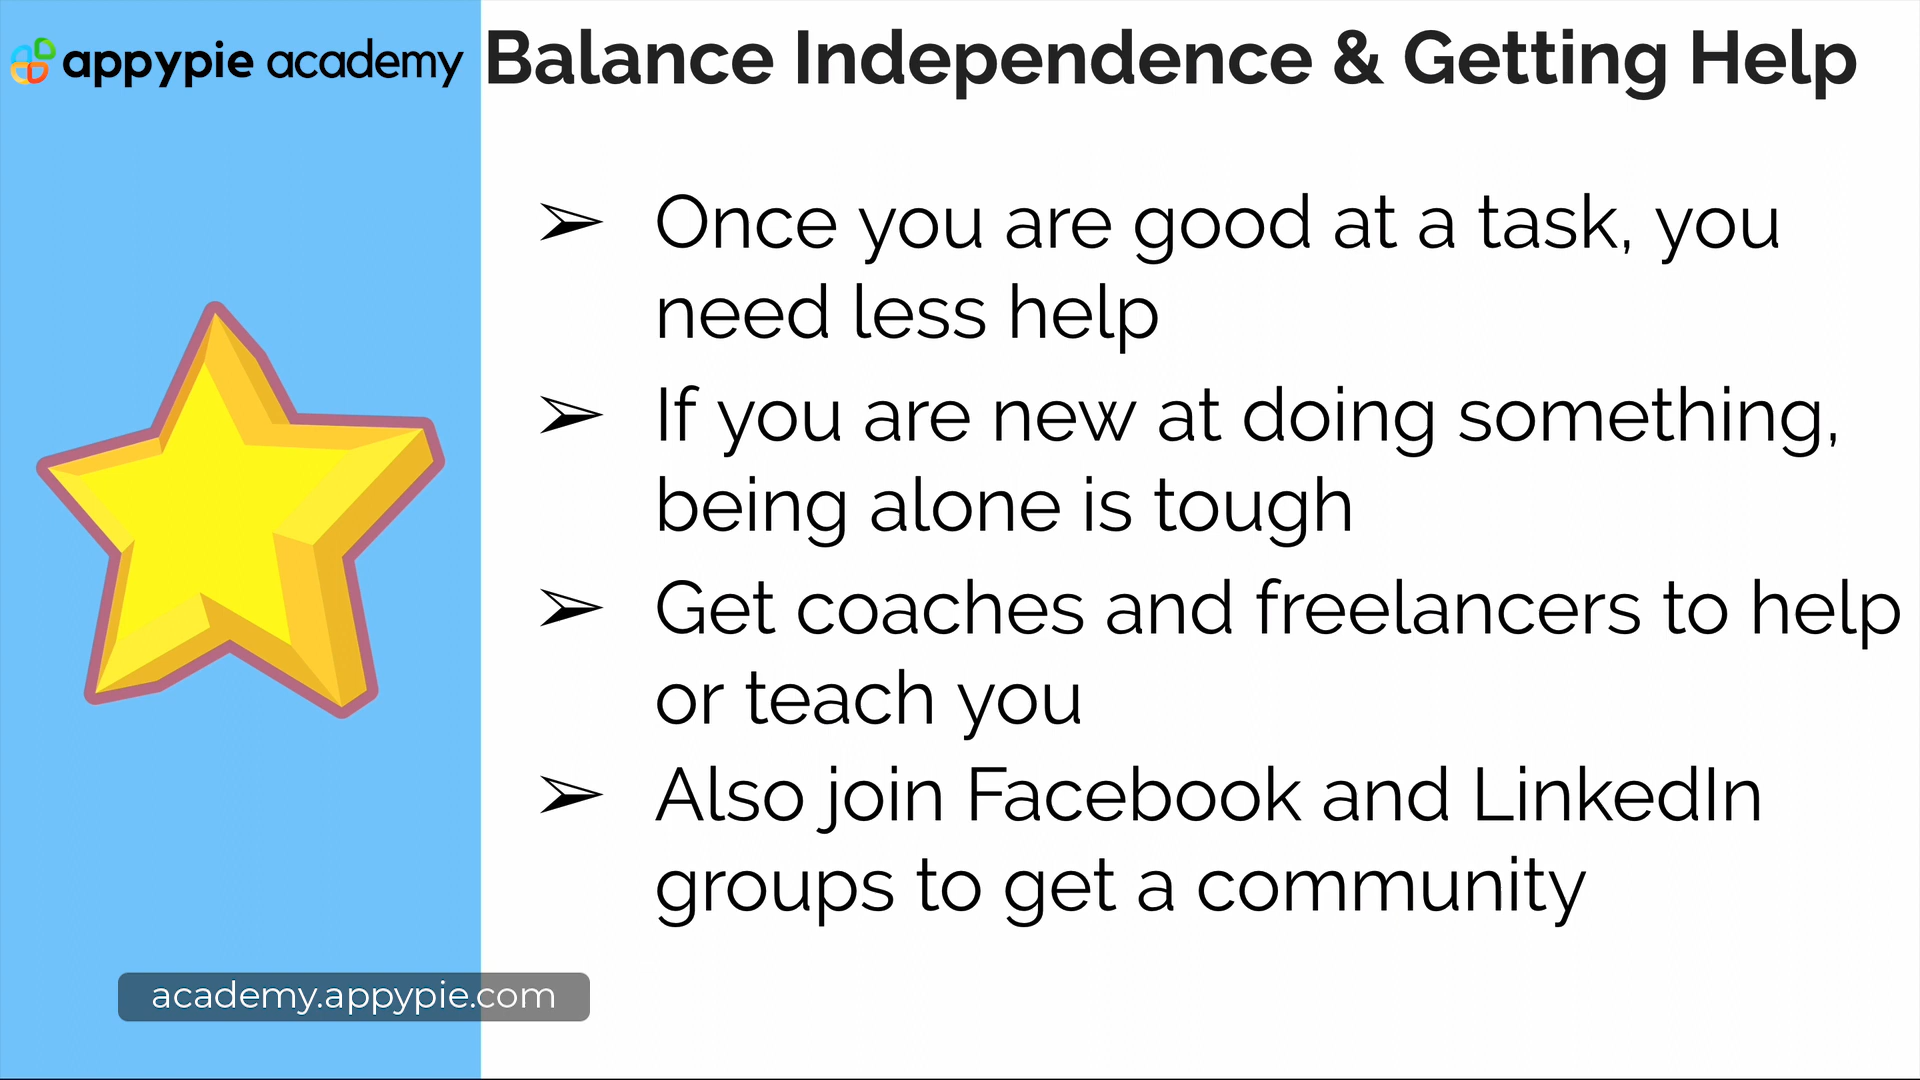 appypie academy
Balance Independence & Getting Help
➢ Once you are good at a task, you
need less help
➢ If you are new at doing something,
being alone is tough
➢ Get coaches and freelancers to help
or teach you
➢ Also join Facebook and LinkedIn
groups to get a community
academy.appypie.com